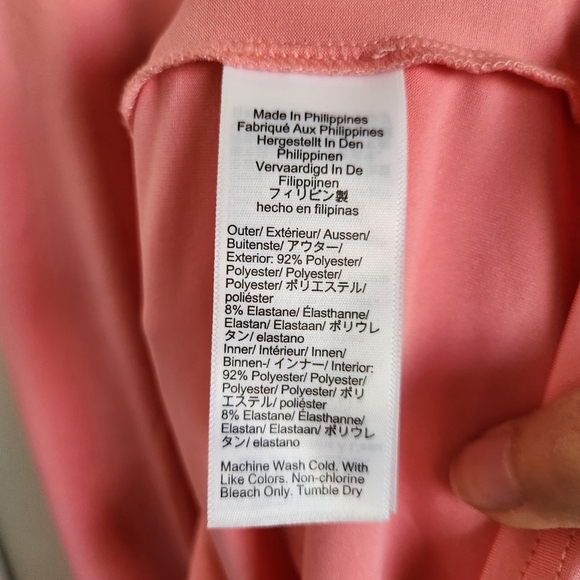 Made In Philippines
Fabriqué Aux Philippines
Hergestellt In Den
Philippinen
Vervaardigd In De
Filippijnen
フィリピン製
hecho en filipinas
Outer/ Extérieur/ Aussen/
Buitenste/ アウター/
Exterior: 92% Polyester/
Polyester/ Polyester/
Polyester/ ポリエステル/
poliéster
8% Elastane/ Élasthanne/
Elastan/ Elastaan/ ポリウレ
タン/ elastano
Inner/ Intérieur/ Innen/
Binnen-/ インナー/ Interior:
92% Polyester/ Polyester/
Polyester/ Polyester/ ポリ
エステル/ poliéster
8% Elastane/ Élasthanne/
Elastan/ Elastaan/ ポリウレ
タン/ elastano
Machine Wash Cold. With
Like Colors. Non-chlorine
Bleach Only. Tumble Dry